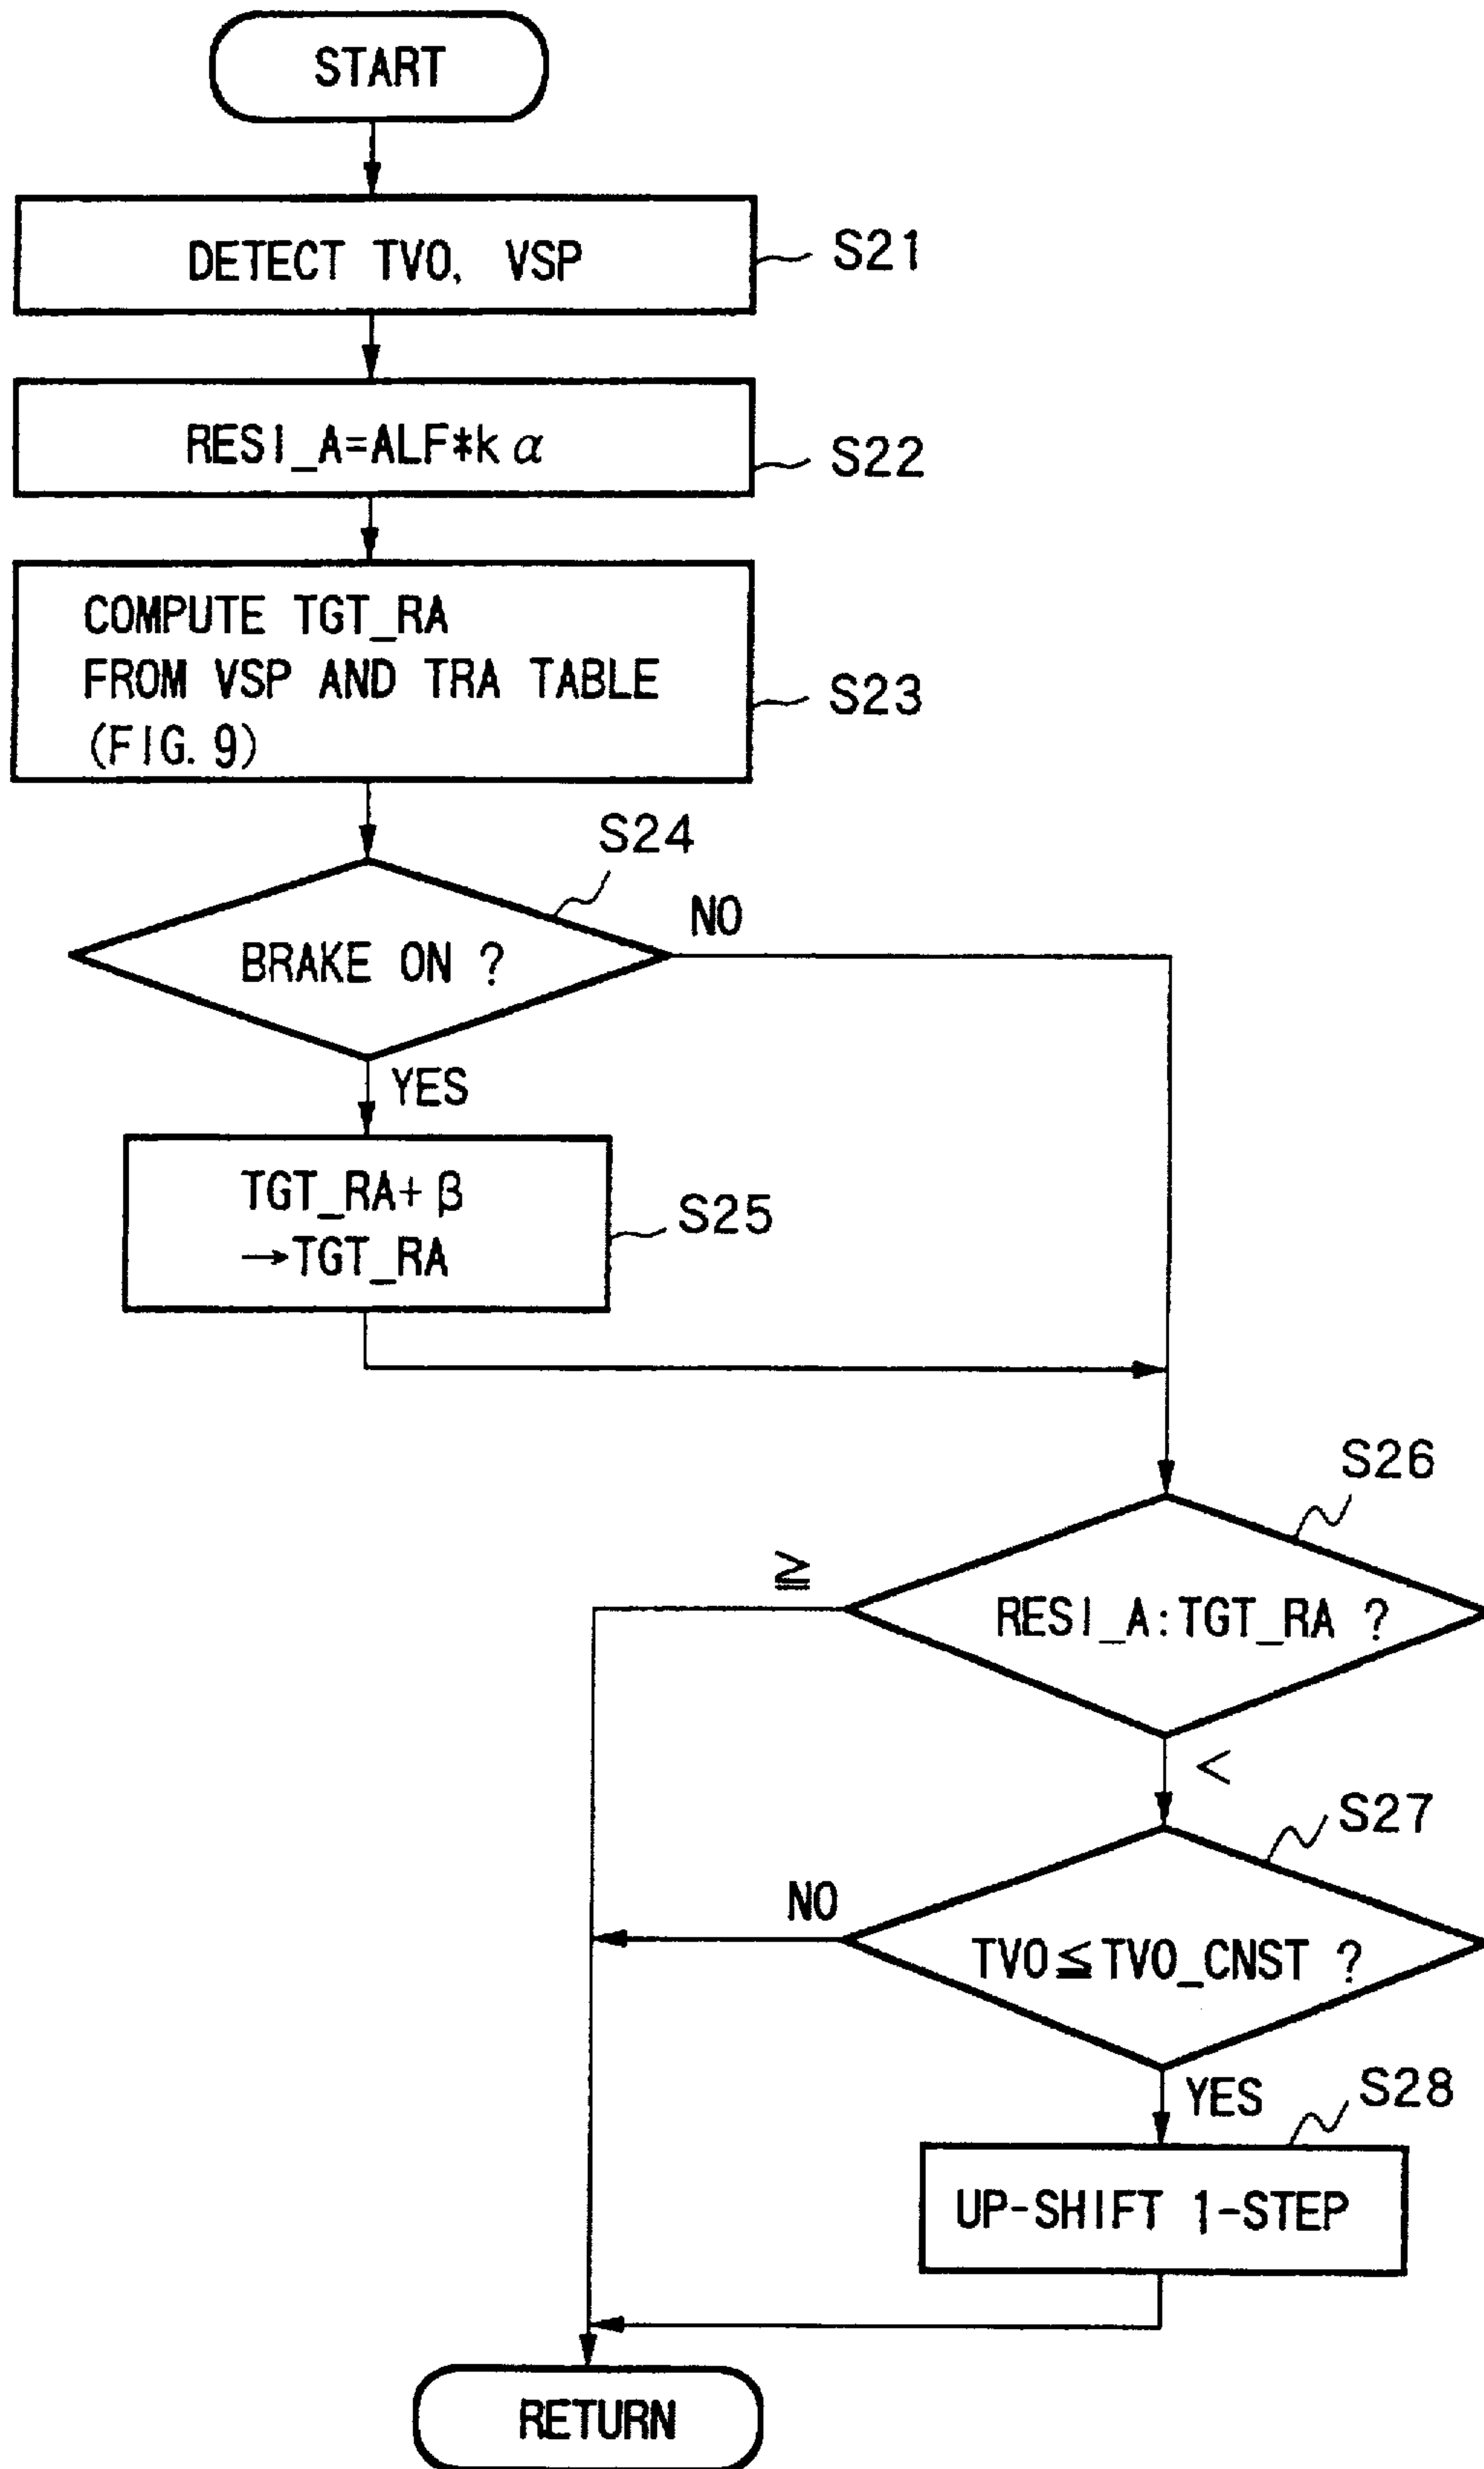 START
DETECT TVO, VSP
S21
RESI_A=ALF*kα
S22
COMPUTE TGT_RA
FROM VSP AND TRA TABLE
(FIG. 9)
S23
S24
BRAKE ON ?
NO
YES
TGT_RA+β
→TGT_RA
S25
S26
≧
RESI_A:TGT_RA ?
<
S27
NO
TVO≦TVO_CNST ?
YES
S28
UP-SHIFT 1-STEP
RETURN